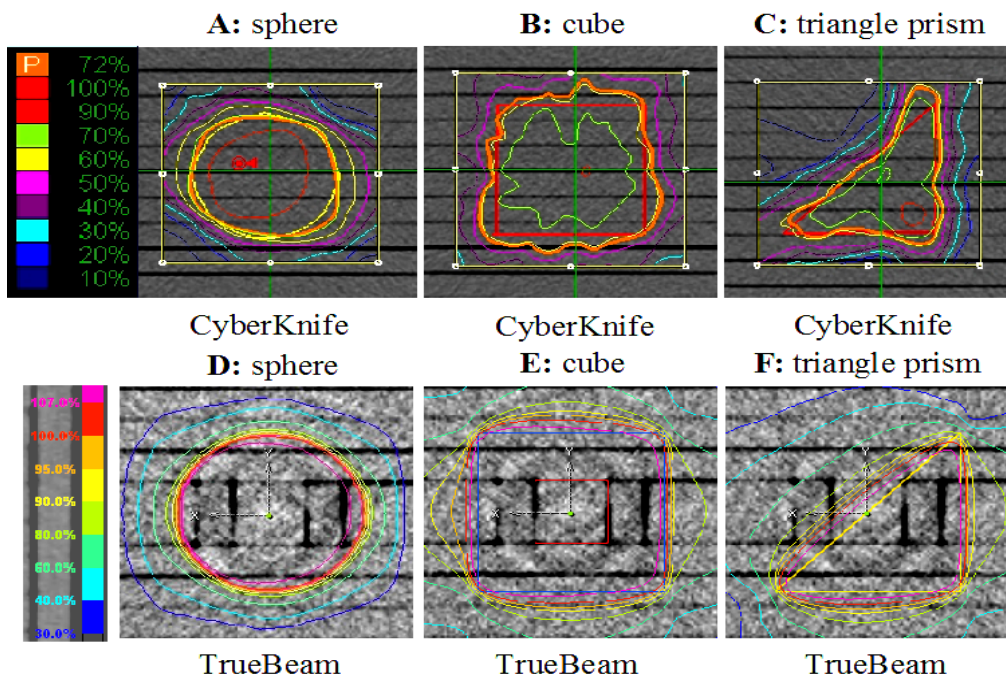 A: sphere
B: cube
C: triangle prism
P 72%
100%
90%
70%
60%
50%
40%
30%
20%
10%
CyberKnife
CyberKnife
CyberKnife
D: sphere
E: cube
F: triangle prism
107.0%
100.0%
95.0%
90.0%
80.0%
60.0%
40.0%
30.0%
Y
X
Y
X
Y
X
TrueBeam
TrueBeam
TrueBeam